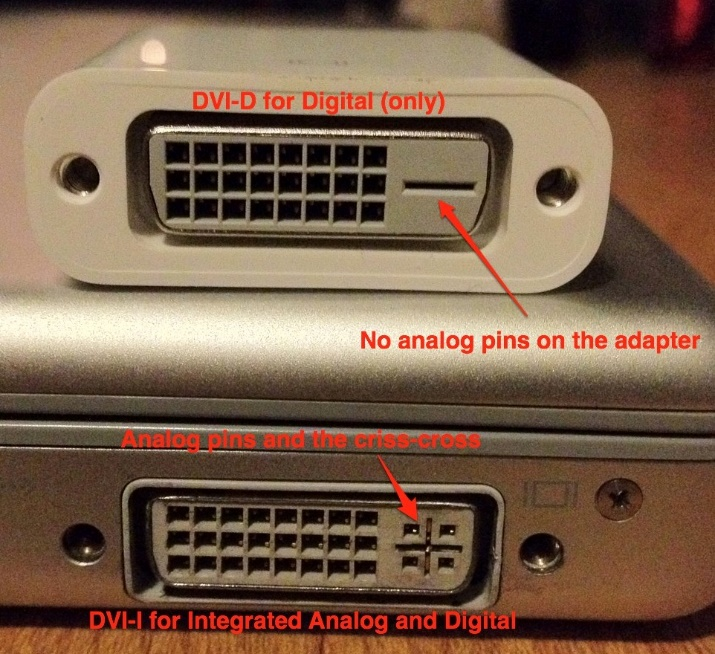 DVI-D for Digital (only)
No analog pins on the adapter
Analog pins and the criss-cross
DVI-I for Integrated Analog and Digital